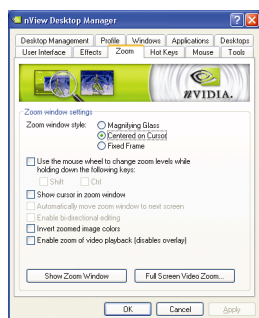 nView Desktop Manager
Desktop Management Profile Windows Applications Desktops
User Interface Effects Zoom Hot Keys Mouse Tools
NVIDIA.
Zoom window settings
Zoom window style: Magnifying Glass
Centered on Cursor
Fixed Frame
Use the mouse wheel to change zoom levels while
holding down the following keys:
Shift Ctrl
Show cursor in zoom window
Automatically move zoom window to next screen
Enable bi-directional editing
Invert zoomed image colors
Enable zoom of video playback (disables overlay)
Show Zoom Window Full Screen Video Zoom...
OK Cancel Apply